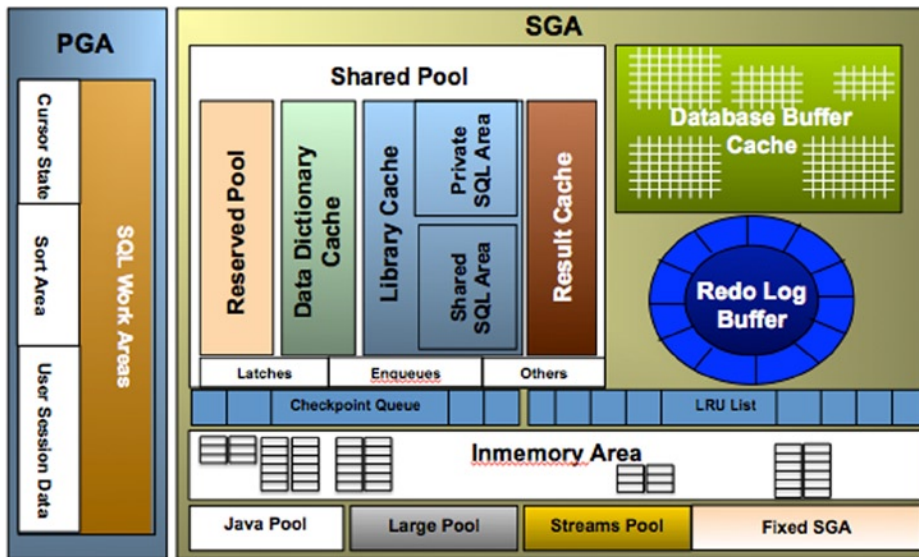 PGA
Cursor State
Sort Area
User Session Data
SQL Work Areas
SGA
Shared Pool
Reserved Pool
Data Dictionary
Cache
Library Cache
Private
SQL Area
Shared
SQL Area
Result Cache
Latches
Enqueues
Others
Database Buffer
Cache
Redo Log
Buffer
Checkpoint Queue
LRU List
Inmemory Area
Java Pool
Large Pool
Streams Pool
Fixed SGA